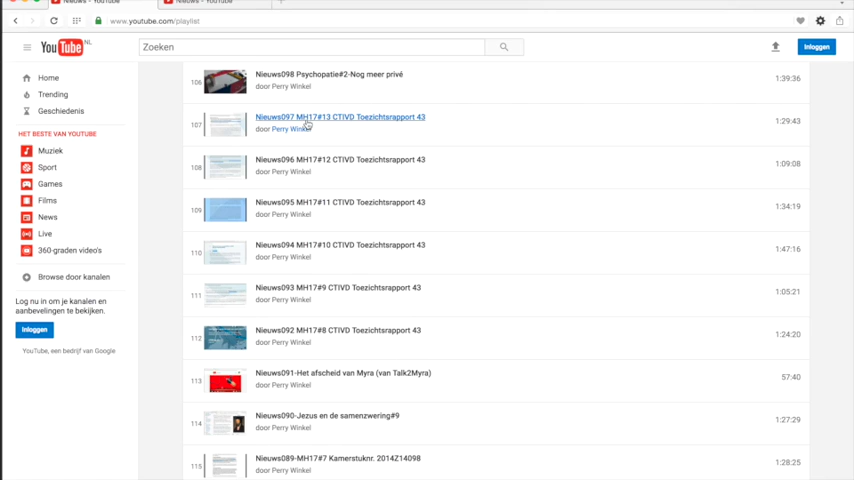 Nieuws - YouTube
Nieuws - YouTube
www.youtube.com/playlist
YouTube NL
Zoeken
Inloggen
Home
Trending
Geschiedenis
HET BESTE VAN YOUTUBE
Muziek
Sport
Games
Films
News
Live
360-graden video's
Browse door kanalen
Log nu in om je kanalen en
aanbevelingen te bekijken.
Inloggen
YouTube, een bedrijf van Google
106 Nieuws098 Psychopatie#2-Nog meer privé 1:39:36
door Perry Winkel
107 Nieuws097 MH17#13 CTIVD Toezichtsrapport 43 1:29:43
door Perry Winkel
108 Nieuws096 MH17#12 CTIVD Toezichtsrapport 43 1:09:08
door Perry Winkel
109 Nieuws095 MH17#11 CTIVD Toezichtsrapport 43 1:34:19
door Perry Winkel
110 Nieuws094 MH17#10 CTIVD Toezichtsrapport 43 1:47:16
door Perry Winkel
111 Nieuws093 MH17#9 CTIVD Toezichtsrapport 43 1:05:21
door Perry Winkel
112 Nieuws092 MH17#8 CTIVD Toezichtsrapport 43 1:24:20
door Perry Winkel
113 Nieuws091-Het afscheid van Myra (van Talk2Myra) 57:40
door Perry Winkel
114 Nieuws090-Jezus en de samenzwering#9 1:27:29
door Perry Winkel
115 Nieuws089-MH17#7 Kamerstuknr. 2014Z14098 1:28:25
door Perry Winkel